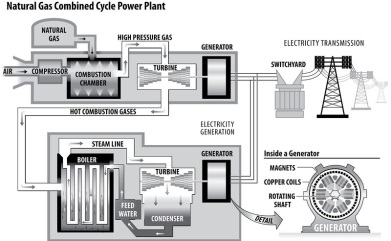 Natural Gas Combined Cycle Power Plant
NATURAL
GAS
HIGH PRESSURE GAS
GENERATOR
ELECTRICITY TRANSMISSION
AIR
COMPRESSOR
COMBUSTION
CHAMBER
TURBINE
SWITCHYARD
HOT COMBUSTION GASES
ELECTRICITY
GENERATION
STEAM LINE
BOILER
TURBINE
GENERATOR
FEED
WATER
CONDENSER
Inside a Generator
MAGNETS
COPPER COILS
ROTATING
SHAFT
DETAIL
GENERATOR